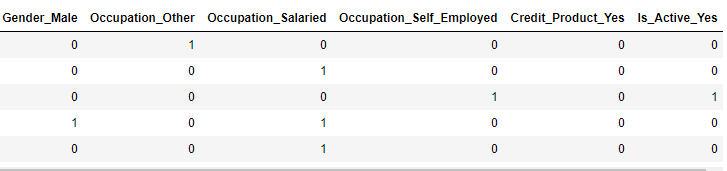 Gender_Male Occupation_Other Occupation_Salaried Occupation_Self_Employed Credit_Product_Yes Is_Active_Yes
0 1 0 0 0 0
0 0 1 0 0 0
0 0 0 1 0 1
1 0 1 0 0 0
0 0 1 0 0 0